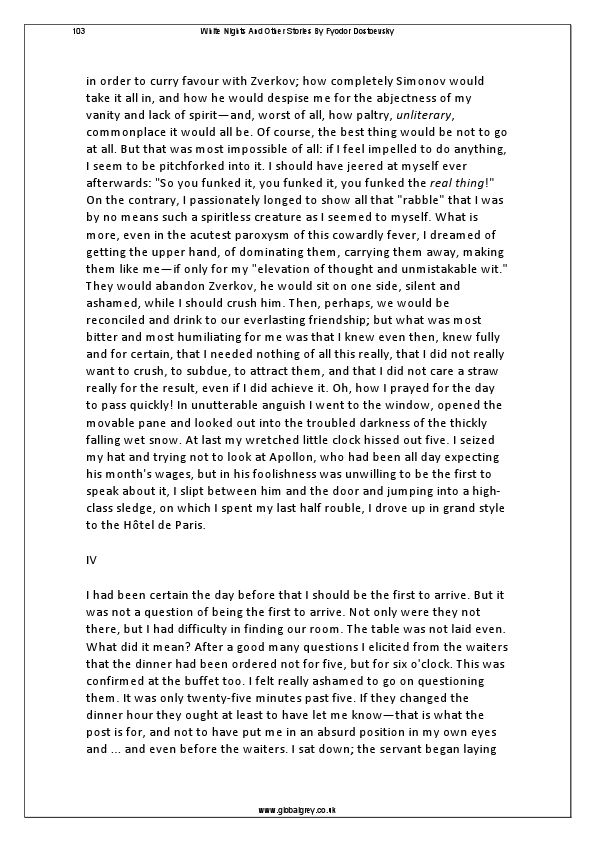 103 White Nights And Other Stories By Fyodor Dostoevsky
in order to curry favour with Zverkov; how completely Simonov would
take it all in, and how he would despise me for the abjectness of my
vanity and lack of spirit—and, worst of all, how paltry, unliterary,
commonplace it would all be. Of course, the best thing would be not to go
at all. But that was most impossible of all: if I feel impelled to do anything,
I seem to be pitchforked into it. I should have jeered at myself ever
afterwards: "So you funked it, you funked it, you funked the real thing!"
On the contrary, I passionately longed to show all that "rabble" that I was
by no means such a spiritless creature as I seemed to myself. What is
more, even in the acutest paroxysm of this cowardly fever, I dreamed of
getting the upper hand, of dominating them, carrying them away, making
them like me—if only for my "elevation of thought and unmistakable wit."
They would abandon Zverkov, he would sit on one side, silent and
ashamed, while I should crush him. Then, perhaps, we would be
reconciled and drink to our everlasting friendship; but what was most
bitter and most humiliating for me was that I knew even then, knew fully
and for certain, that I needed nothing of all this really, that I did not really
want to crush, to subdue, to attract them, and that I did not care a straw
really for the result, even if I did achieve it. Oh, how I prayed for the day
to pass quickly! In unutterable anguish I went to the window, opened the
movable pane and looked out into the troubled darkness of the thickly
falling wet snow. At last my wretched little clock hissed out five. I seized
my hat and trying not to look at Apollon, who had been all day expecting
his month's wages, but in his foolishness was unwilling to be the first to
speak about it, I slipt between him and the door and jumping into a high-
class sledge, on which I spent my last half rouble, I drove up in grand style
to the Hôtel de Paris.
IV
I had been certain the day before that I should be the first to arrive. But it
was not a question of being the first to arrive. Not only were they not
there, but I had difficulty in finding our room. The table was not laid even.
What did it mean? After a good many questions I elicited from the waiters
that the dinner had been ordered not for five, but for six o'clock. This was
confirmed at the buffet too. I felt really ashamed to go on questioning
them. It was only twenty-five minutes past five. If they changed the
dinner hour they ought at least to have let me know—that is what the
post is for, and not to have put me in an absurd position in my own eyes
and ... and even before the waiters. I sat down; the servant began laying
www.globalgrey.co.uk